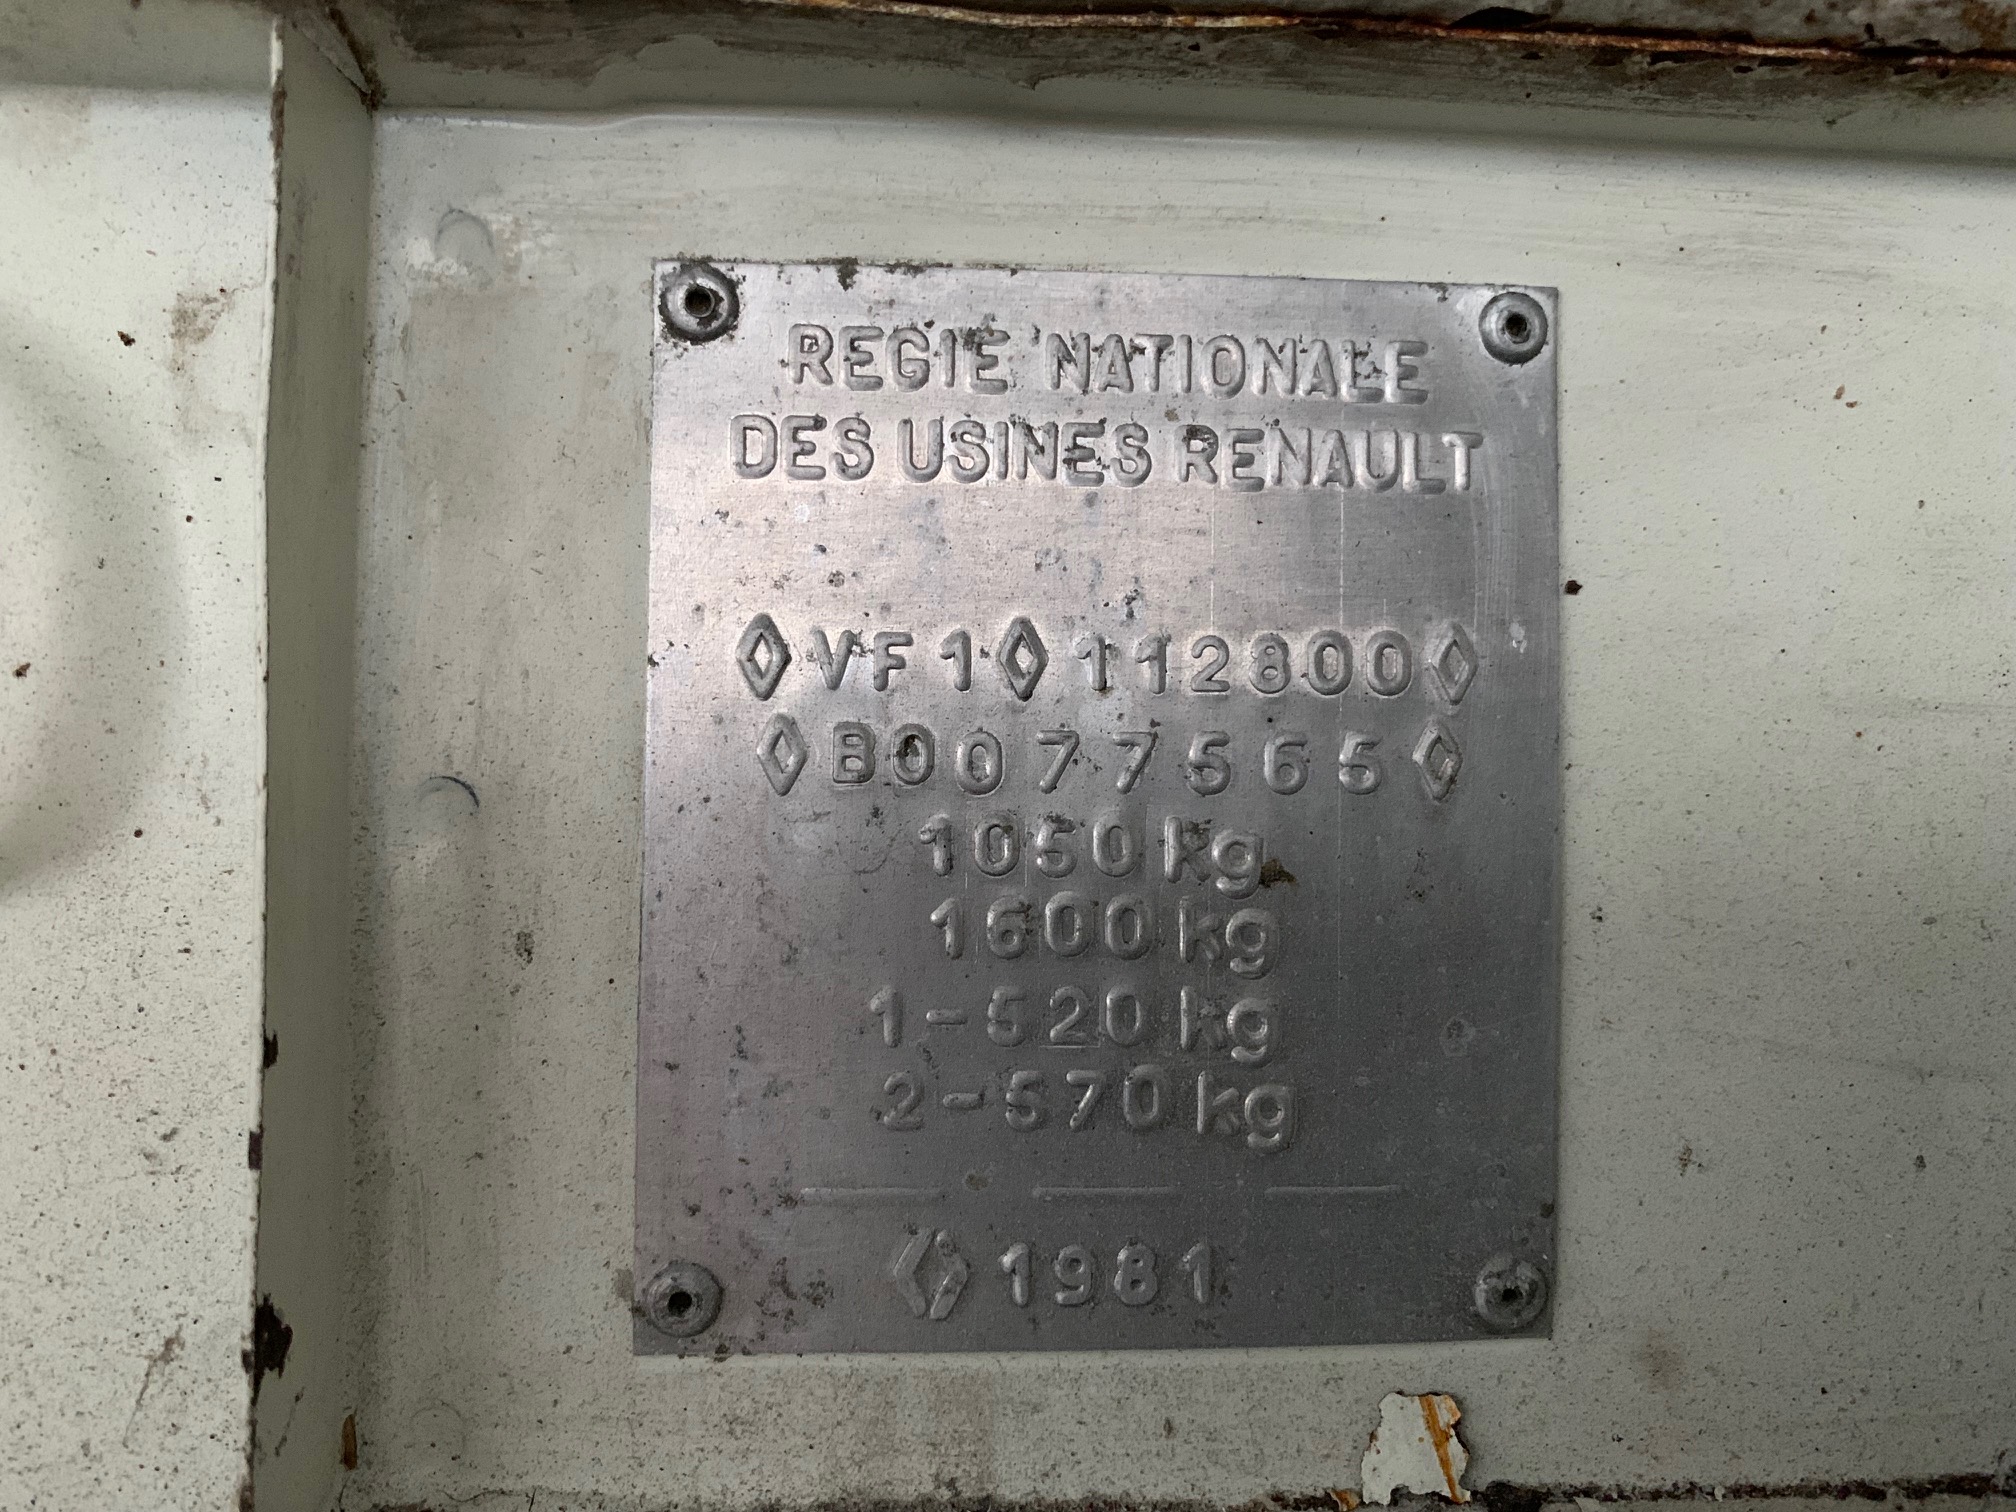 REGIE NATIONALE
DES USINES RENAULT
◊VF1◊112800◊
◊B0077565◊
1050 kg
1600 kg
1-520 kg
2-570 kg
1981